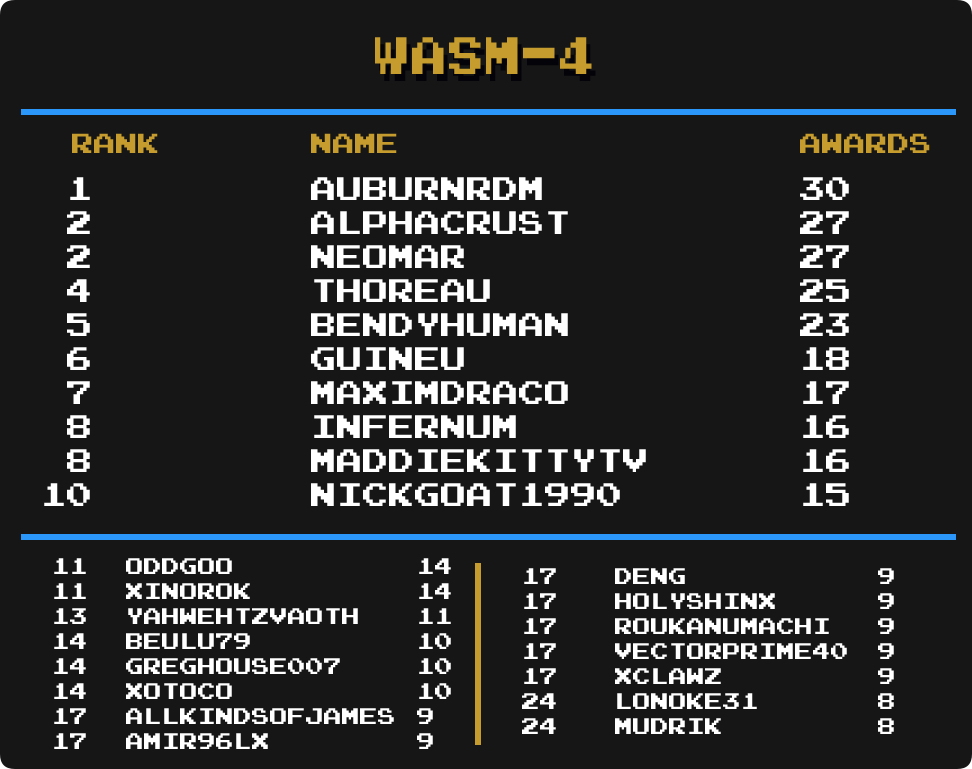 WASM-4
RANK NAME AWARDS
1 AUBURNRDM 30
2 ALPHACRUST 27
2 NEOMAR 27
4 THOREAU 25
5 BENDYHUMAN 23
6 GUINEU 18
7 MAXIMDRACO 17
8 INFERNUM 16
8 MADDIEKITTYTV 16
10 NICKGOAT1990 15
11 ODDGOO 14
11 XINOROK 14
13 YAHWEHTZVAOTH 11
14 BEULU79 10
14 GREGHOUSE007 10
14 XOTOCO 10
17 ALLKINDSOFJAMES 9
17 AMIR96LX 9
17 DENG 9
17 HOLYSHINX 9
17 ROUKANUMACHI 9
17 VECTORPRIME40 9
17 XCLAWZ 9
24 LONOKE31 8
24 MUDRIK 8